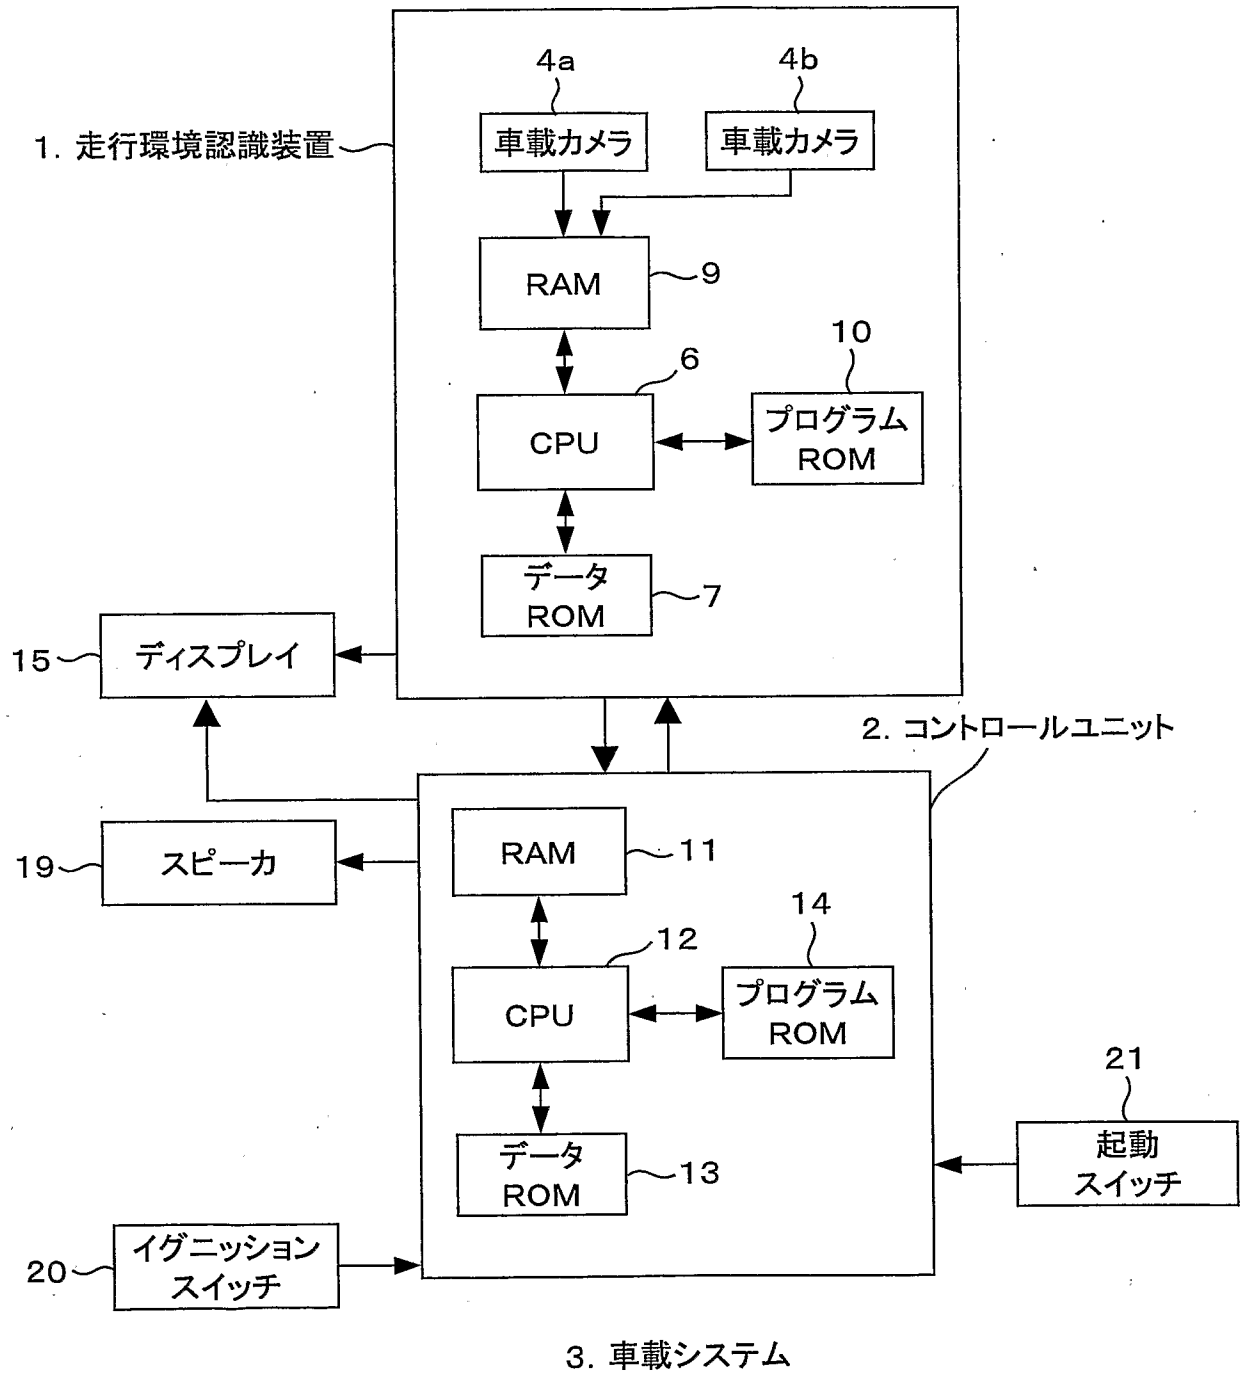 4a
4b
1. 走行環境認識装置
車載カメラ
車載カメラ
RAM
9
10
6
CPU
プログラム
ROM
データ
ROM
7
15
ディスプレイ
2. コントロールユニット
19
スピーカ
RAM
11
14
12
CPU
プログラム
ROM
21
起動
スイッチ
データ
ROM
13
20
イグニッション
スイッチ
3. 車載システム